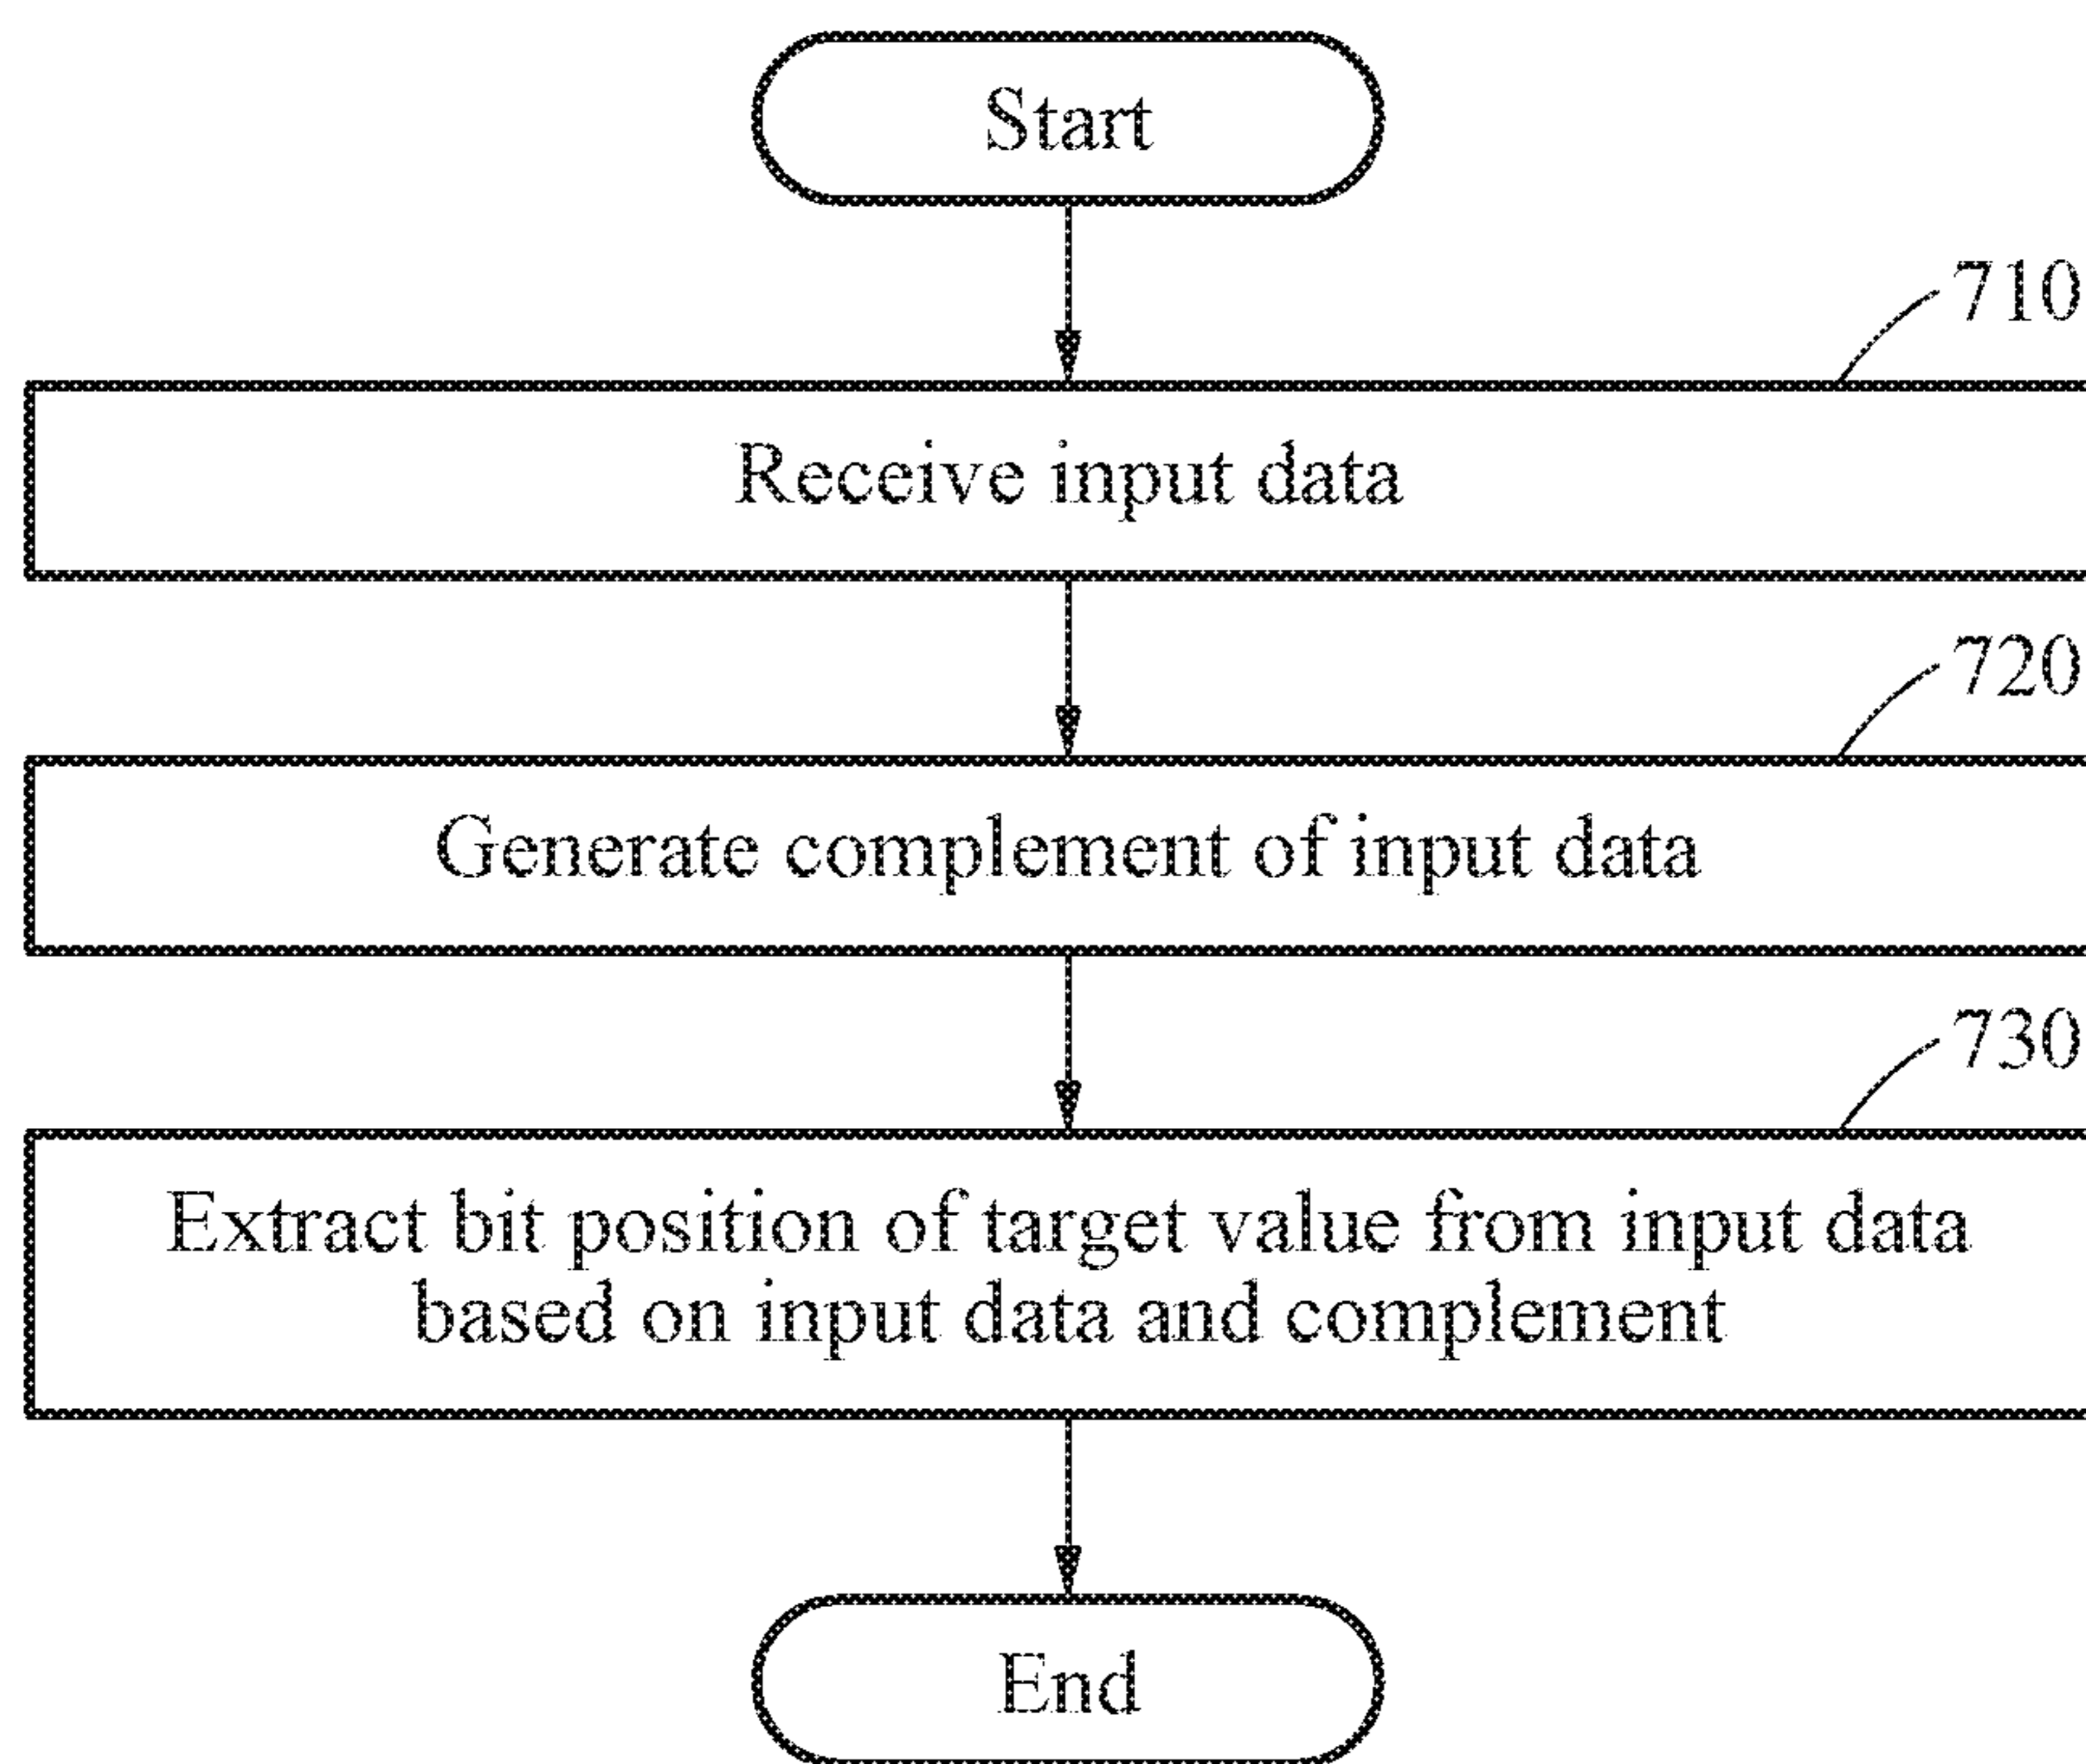 Start
710
Receive input data
720
Generate complement of input data
730
Extract bit position of target value from input data
based on input data and complement
End